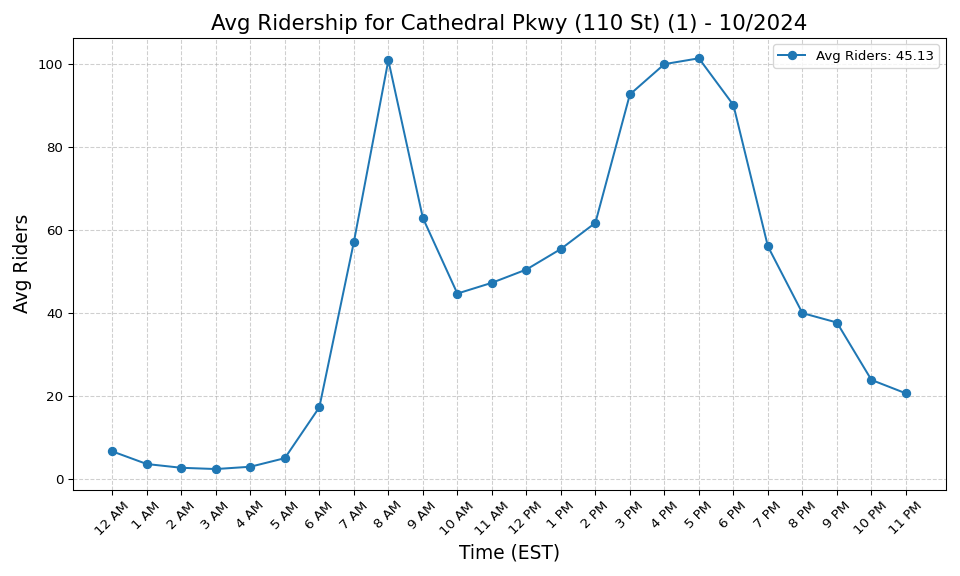 Avg Ridership for Cathedral Pkwy (110 St) (1) - 10/2024
Avg Riders: 45.13
Avg Riders
100
80
60
40
20
0
12 AM
1 AM
2 AM
3 AM
4 AM
5 AM
6 AM
7 AM
8 AM
9 AM
10 AM
11 AM
12 PM
1 PM
2 PM
3 PM
4 PM
5 PM
6 PM
7 PM
8 PM
9 PM
10 PM
11 PM
Time (EST)